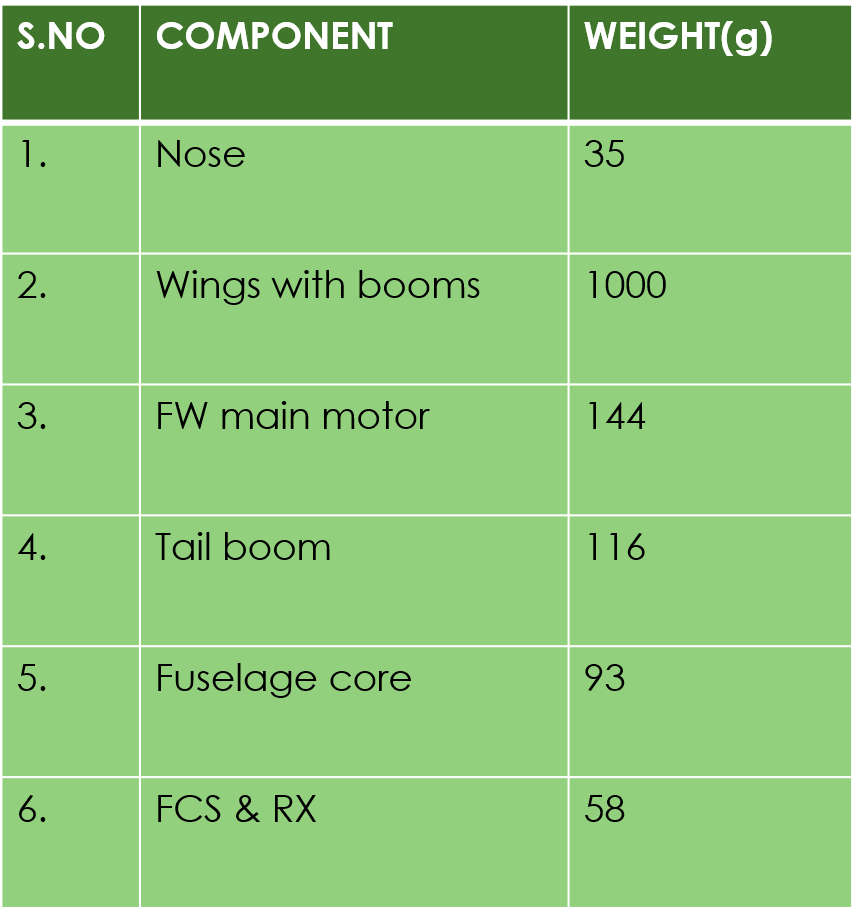 S.NO COMPONENT WEIGHT(g)
1. Nose 35
2. Wings with booms 1000
3. FW main motor 144
4. Tail boom 116
5. Fuselage core 93
6. FCS & RX 58